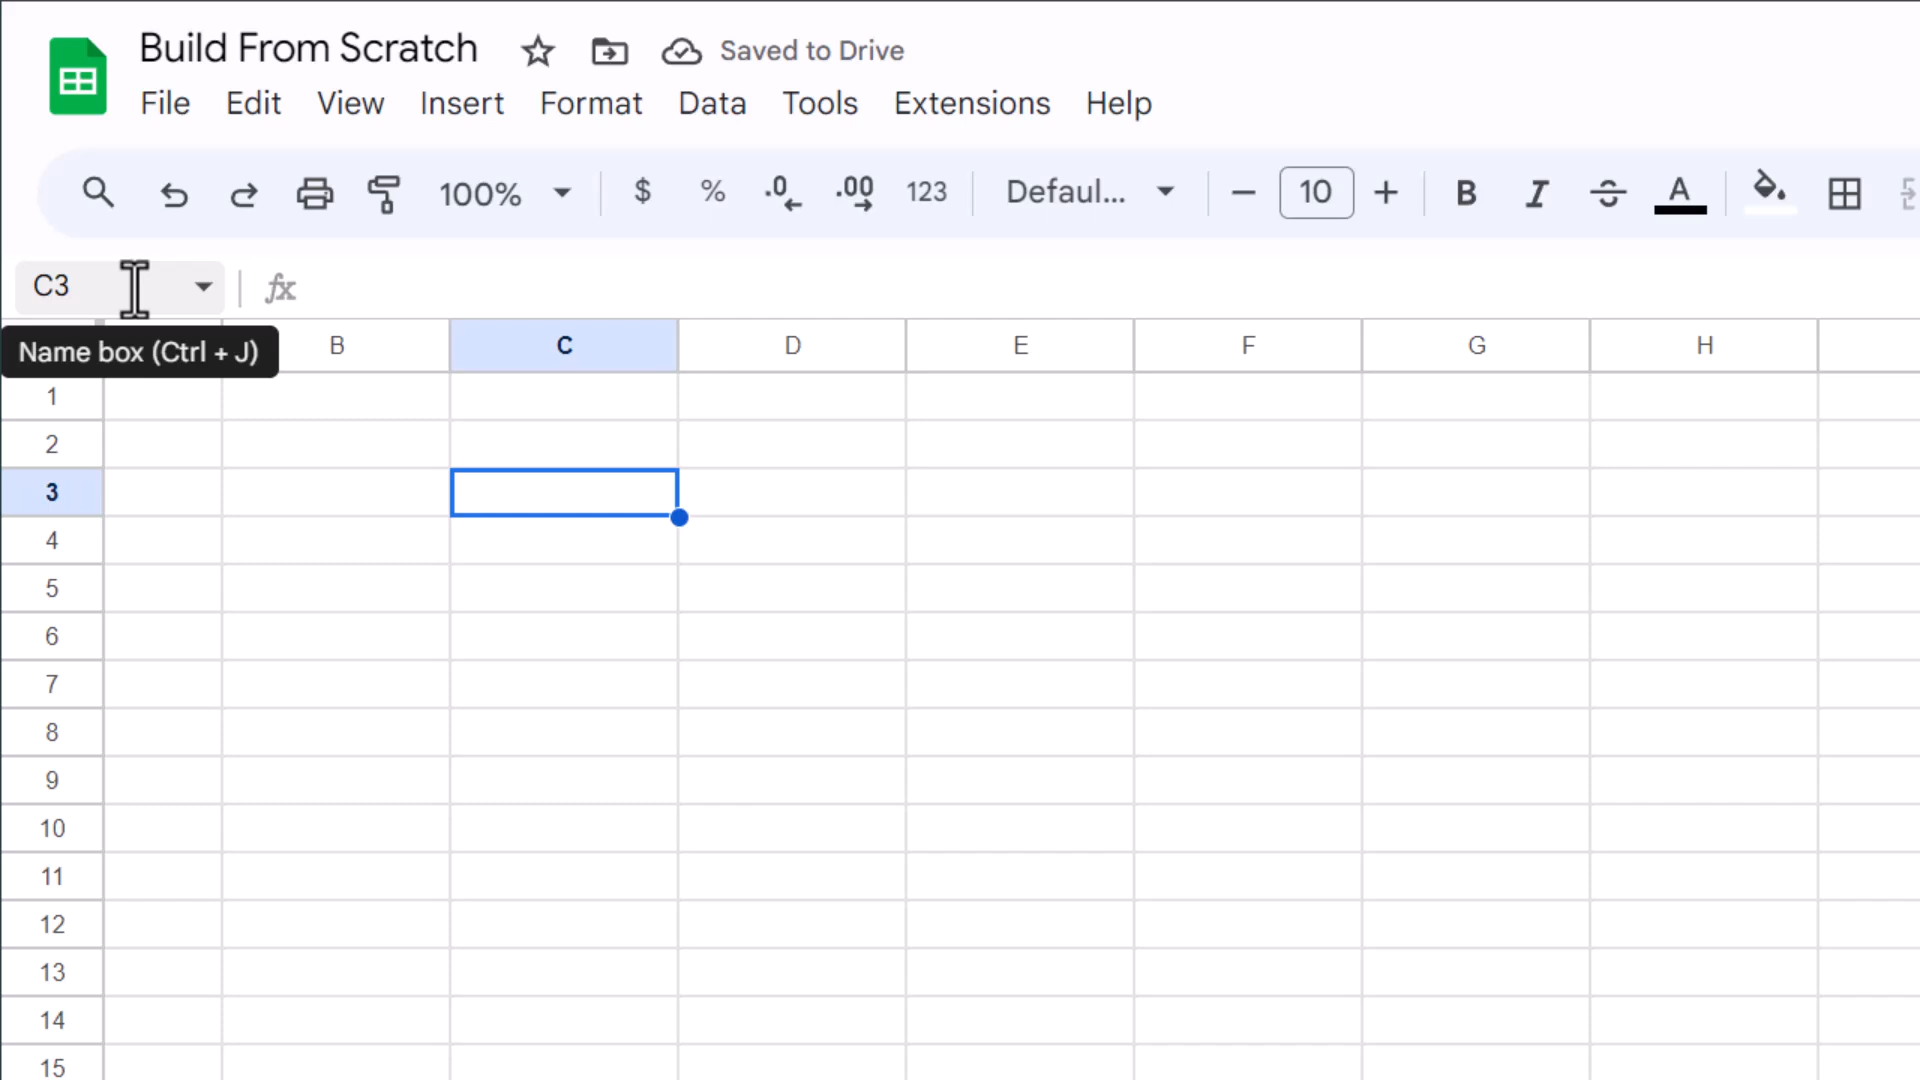 Build From Scratch Saved to Drive
File Edit View Insert Format Data Tools Extensions Help
100% $ % .0 .00 123 Defaul... 10 B I S A
C3 fx
Name box (Ctrl + J)
B C D E F G H
1
2
3
4
5
6
7
8
9
10
11
12
13
14
15